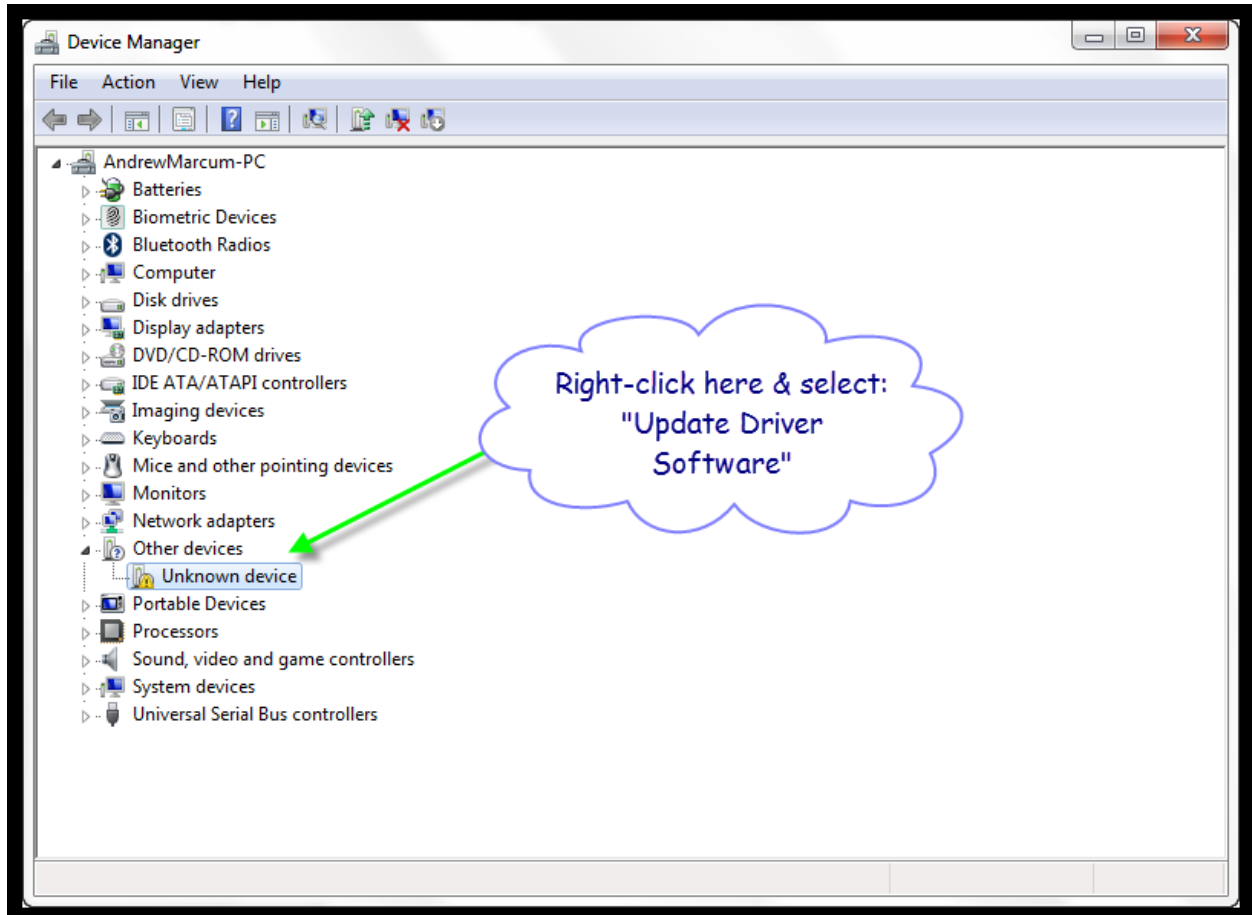 Device Manager
File Action View Help
AndrewMarcum-PC
Batteries
Biometric Devices
Bluetooth Radios
Computer
Disk drives
Display adapters
DVD/CD-ROM drives
IDE ATA/ATAPI controllers
Imaging devices
Keyboards
Mice and other pointing devices
Monitors
Network adapters
Other devices
Unknown device
Portable Devices
Processors
Sound, video and game controllers
System devices
Universal Serial Bus controllers
Right-click here & select:
"Update Driver
Software"